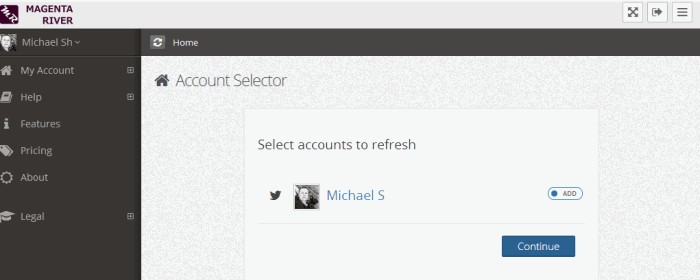 MAGENTA
RIVER
Michael Sh
Home
My Account
Help
Features
Pricing
About
Legal
Account Selector
Select accounts to refresh
Michael S
ADD
Continue